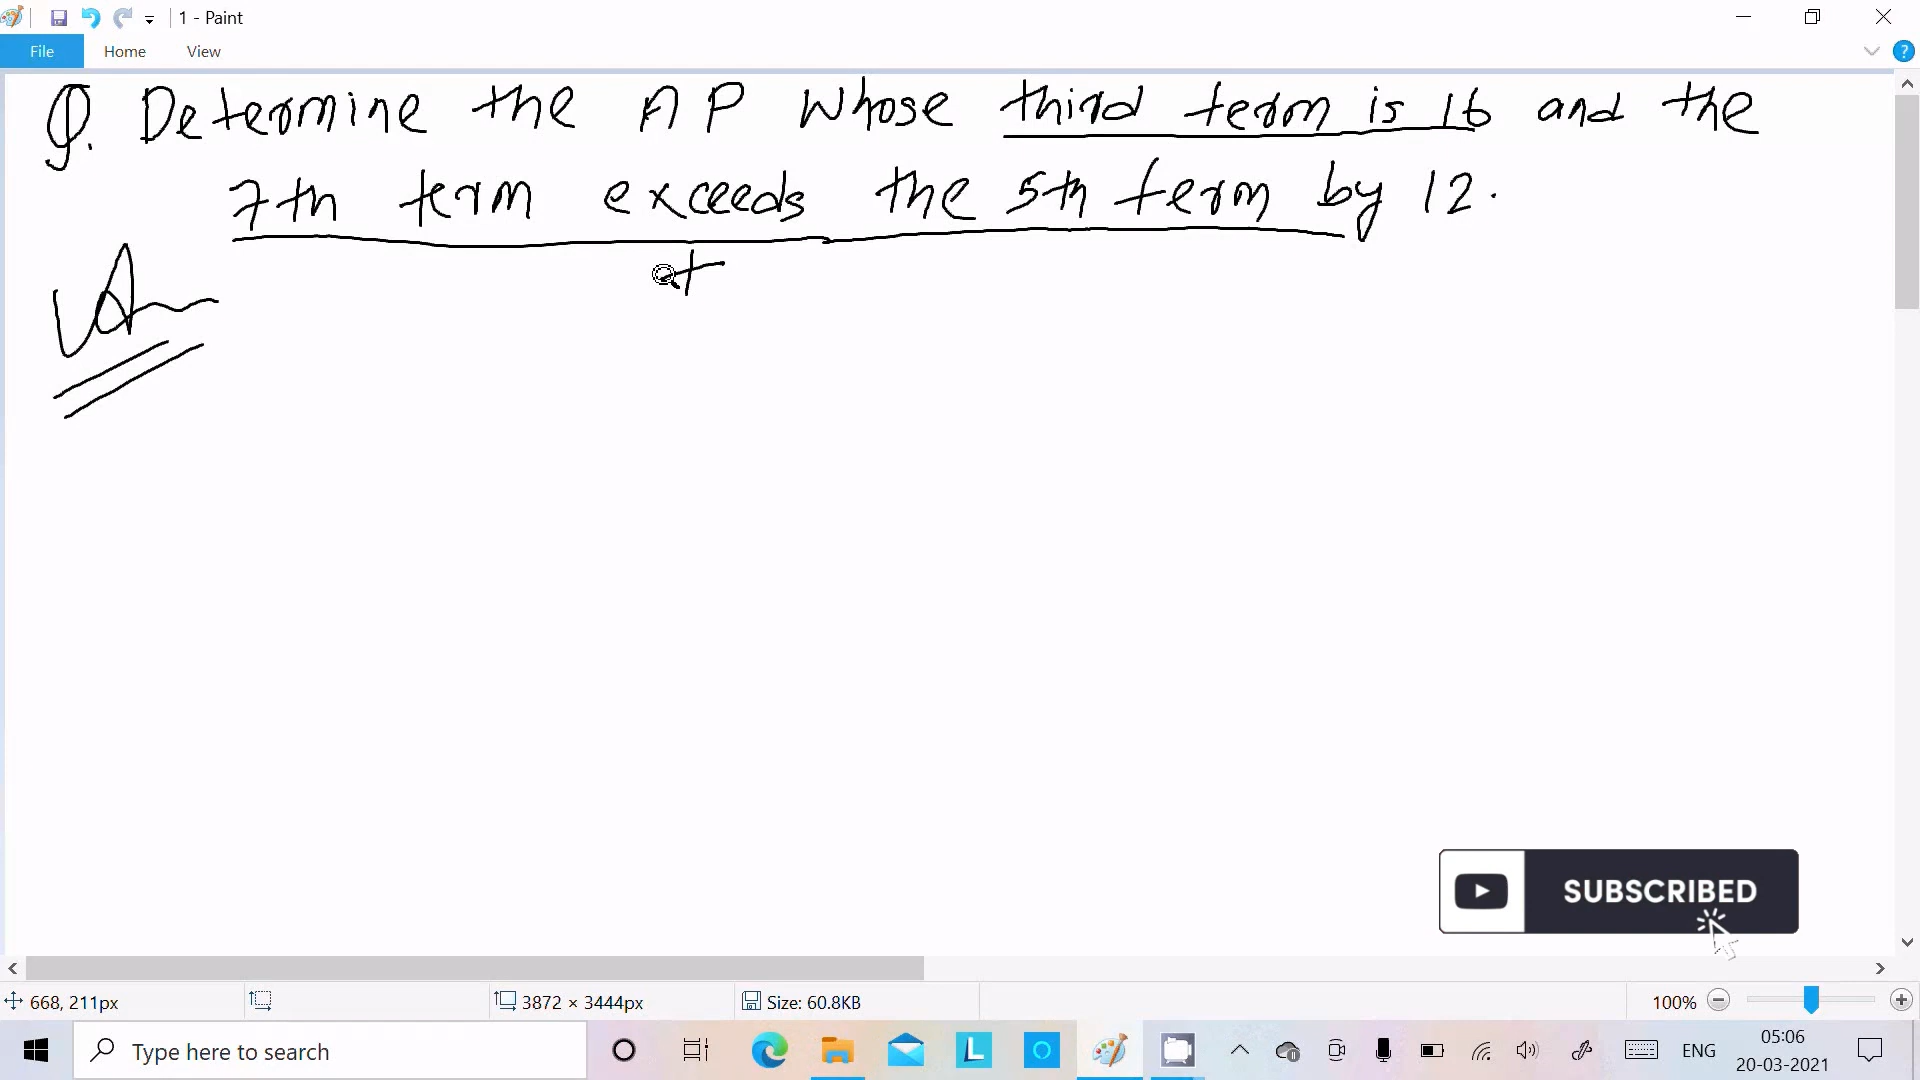 1 - Paint
File Home View
Q. Determine the AP whose third term is 16 and the
7th term exceeds the 5th term by 12.
+
SUBSCRIBED
668, 211px 3872 × 3444px Size: 60.8KB 100%
Type here to search
L
ENG
05:06
20-03-2021